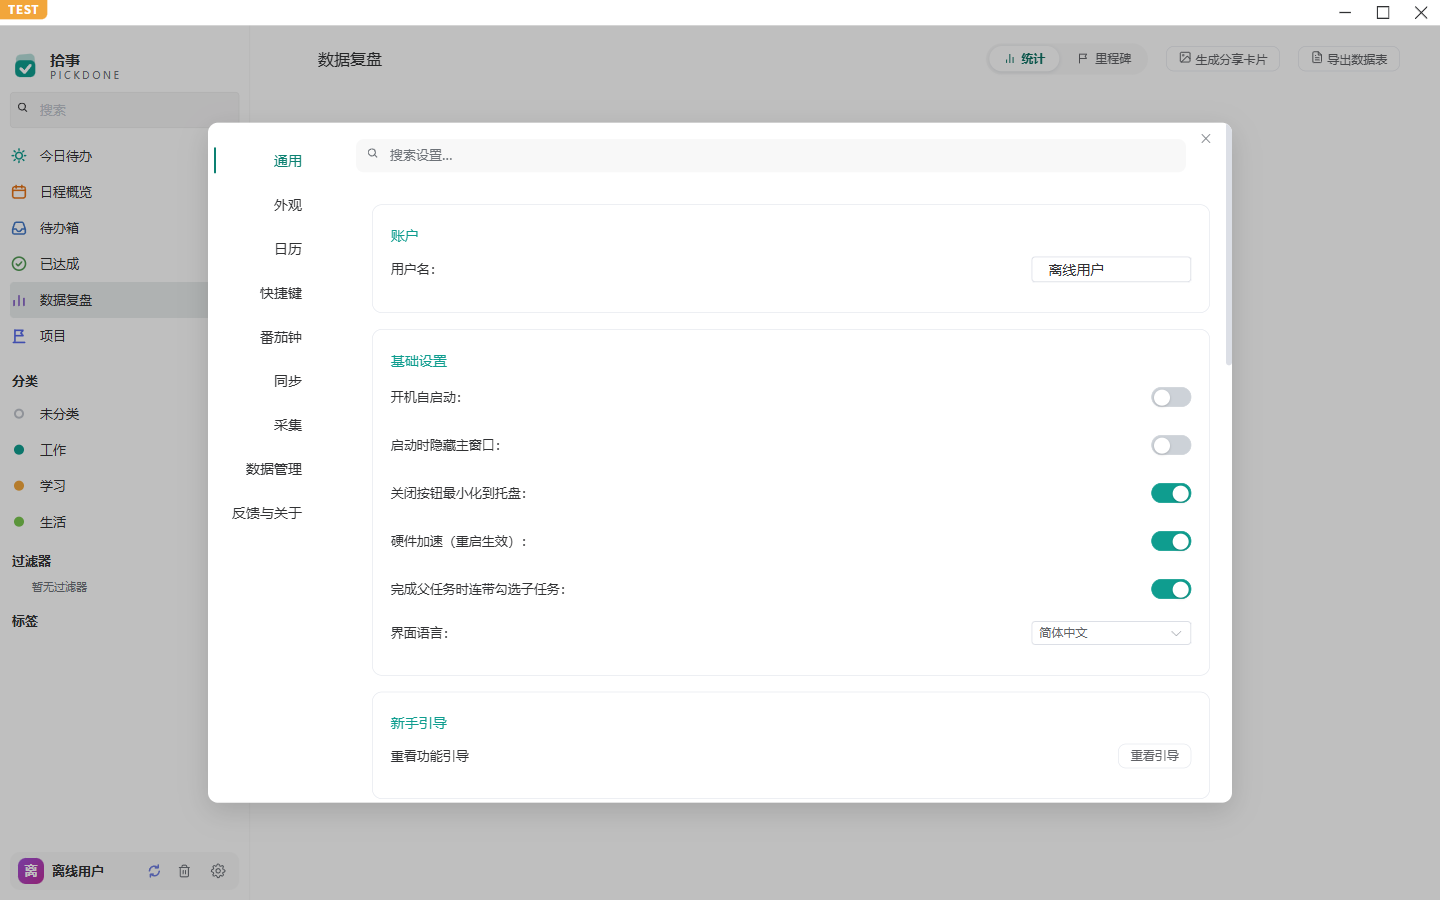 TEST
拾事
PICKDONE
搜索
今日待办
日程概览
待办箱
已达成
数据复盘
项目
分类
未分类
工作
学习
生活
过滤器
暂无过滤器
标签
离
离线用户
数据复盘
统计
里程碑
生成分享卡片
导出数据表
通用
外观
日历
快捷键
番茄钟
同步
采集
数据管理
反馈与关于
搜索设置...
账户
用户名:
离线用户
基础设置
开机自启动:
启动时隐藏主窗口:
关闭按钮最小化到托盘:
硬件加速（重启生效）:
完成父任务时连带勾选子任务:
界面语言:
简体中文
新手引导
重看功能引导
重看引导